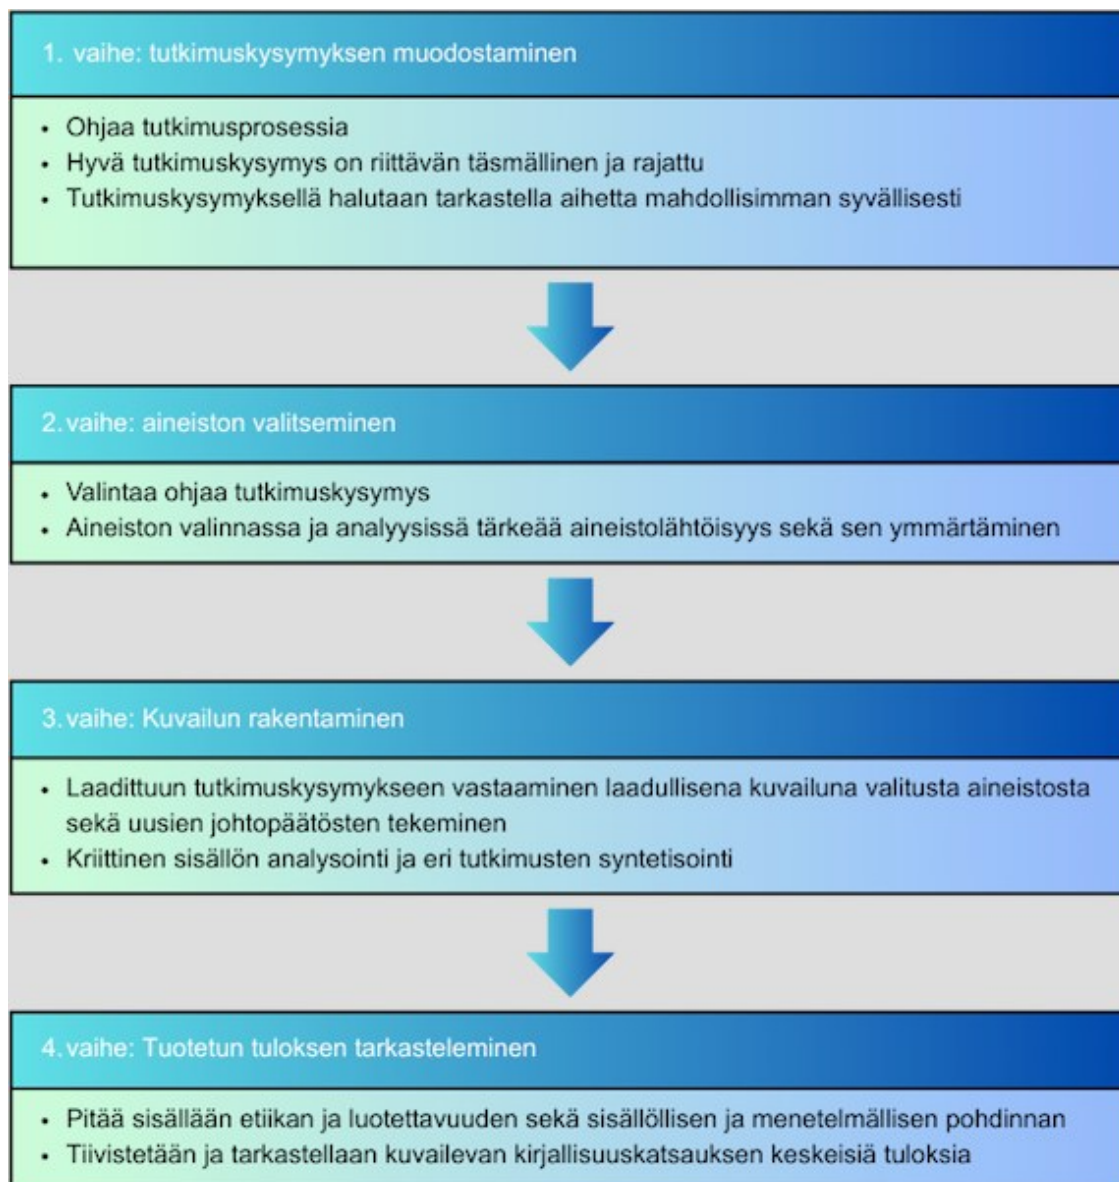 1. vaihe: tutkimuskysymyksen muodostaminen
• Ohjaa tutkimusprosessia
• Hyvä tutkimuskysymys on riittävän täsmällinen ja rajattu
• Tutkimuskysymyksellä halutaan tarkastella aihetta mahdollisimman syvällisesti
2. vaihe: aineiston valitseminen
• Valintaa ohjaa tutkimuskysymys
• Aineiston valinnassa ja analyysissä tärkeää aineistolähtöisyys sekä sen ymmärtäminen
3. vaihe: Kuvailun rakentaminen
• Laadittuun tutkimuskysymykseen vastaaminen laadullisena kuvailuna valitusta aineistosta
sekä uusien johtopäätösten tekeminen
• Kriittinen sisällön analysointi ja eri tutkimusten syntetisointi
4. vaihe: Tuotetun tuloksen tarkasteleminen
• Pitää sisällään etiikan ja luotettavuuden sekä sisällöllisen ja menetelmällisen pohdinnan
• Tiivistetään ja tarkastellaan kuvailevan kirjallisuuskatsauksen keskeisiä tuloksia